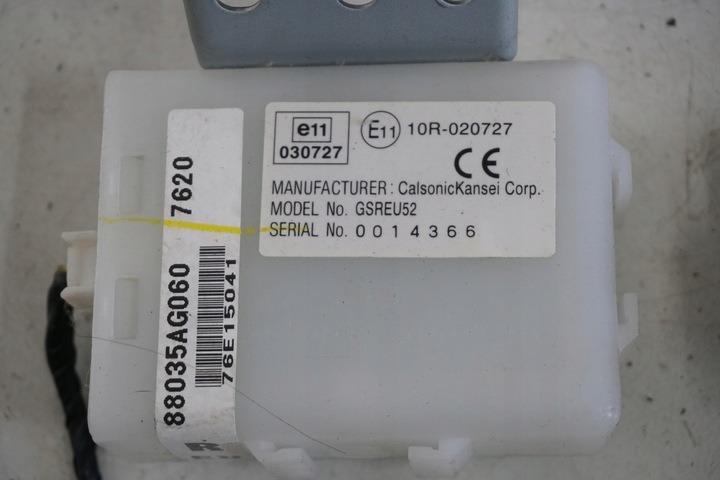 e11
030727
E11 10R-020727
CE
MANUFACTURER : CalsonicKansei Corp.
MODEL No. GSREU52
SERIAL No. 0014366
88035AG060 7620
76E15041
R